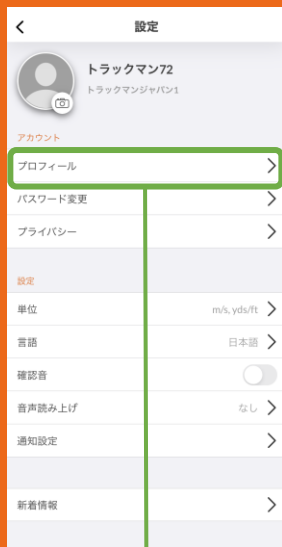 設定
トラックマン72
トラックマンジャパン1
アカウント
プロフィール
パスワード変更
プライバシー
設定
単位 m/s, yds/ft
言語 日本語
確認音
音声読み上げ なし
通知設定
新着情報